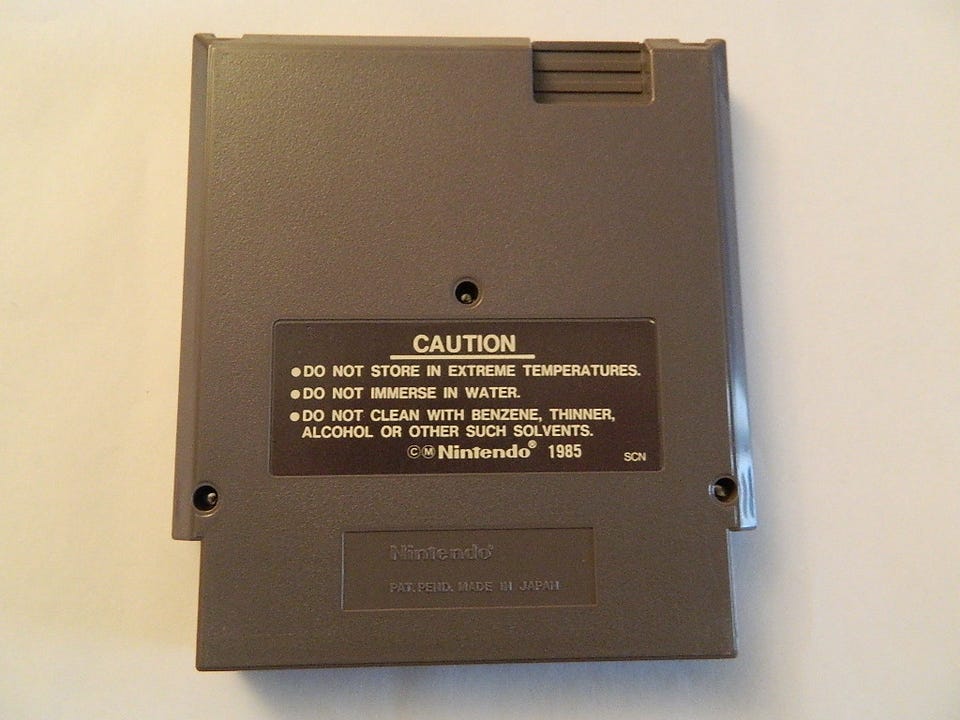 CAUTION
●DO NOT STORE IN EXTREME TEMPERATURES.
●DO NOT IMMERSE IN WATER.
●DO NOT CLEAN WITH BENZENE, THINNER,
ALCOHOL OR OTHER SUCH SOLVENTS.
ⒸⓂNintendo® 1985 SCN
Nintendo®
PAT. PEND. MADE IN JAPAN